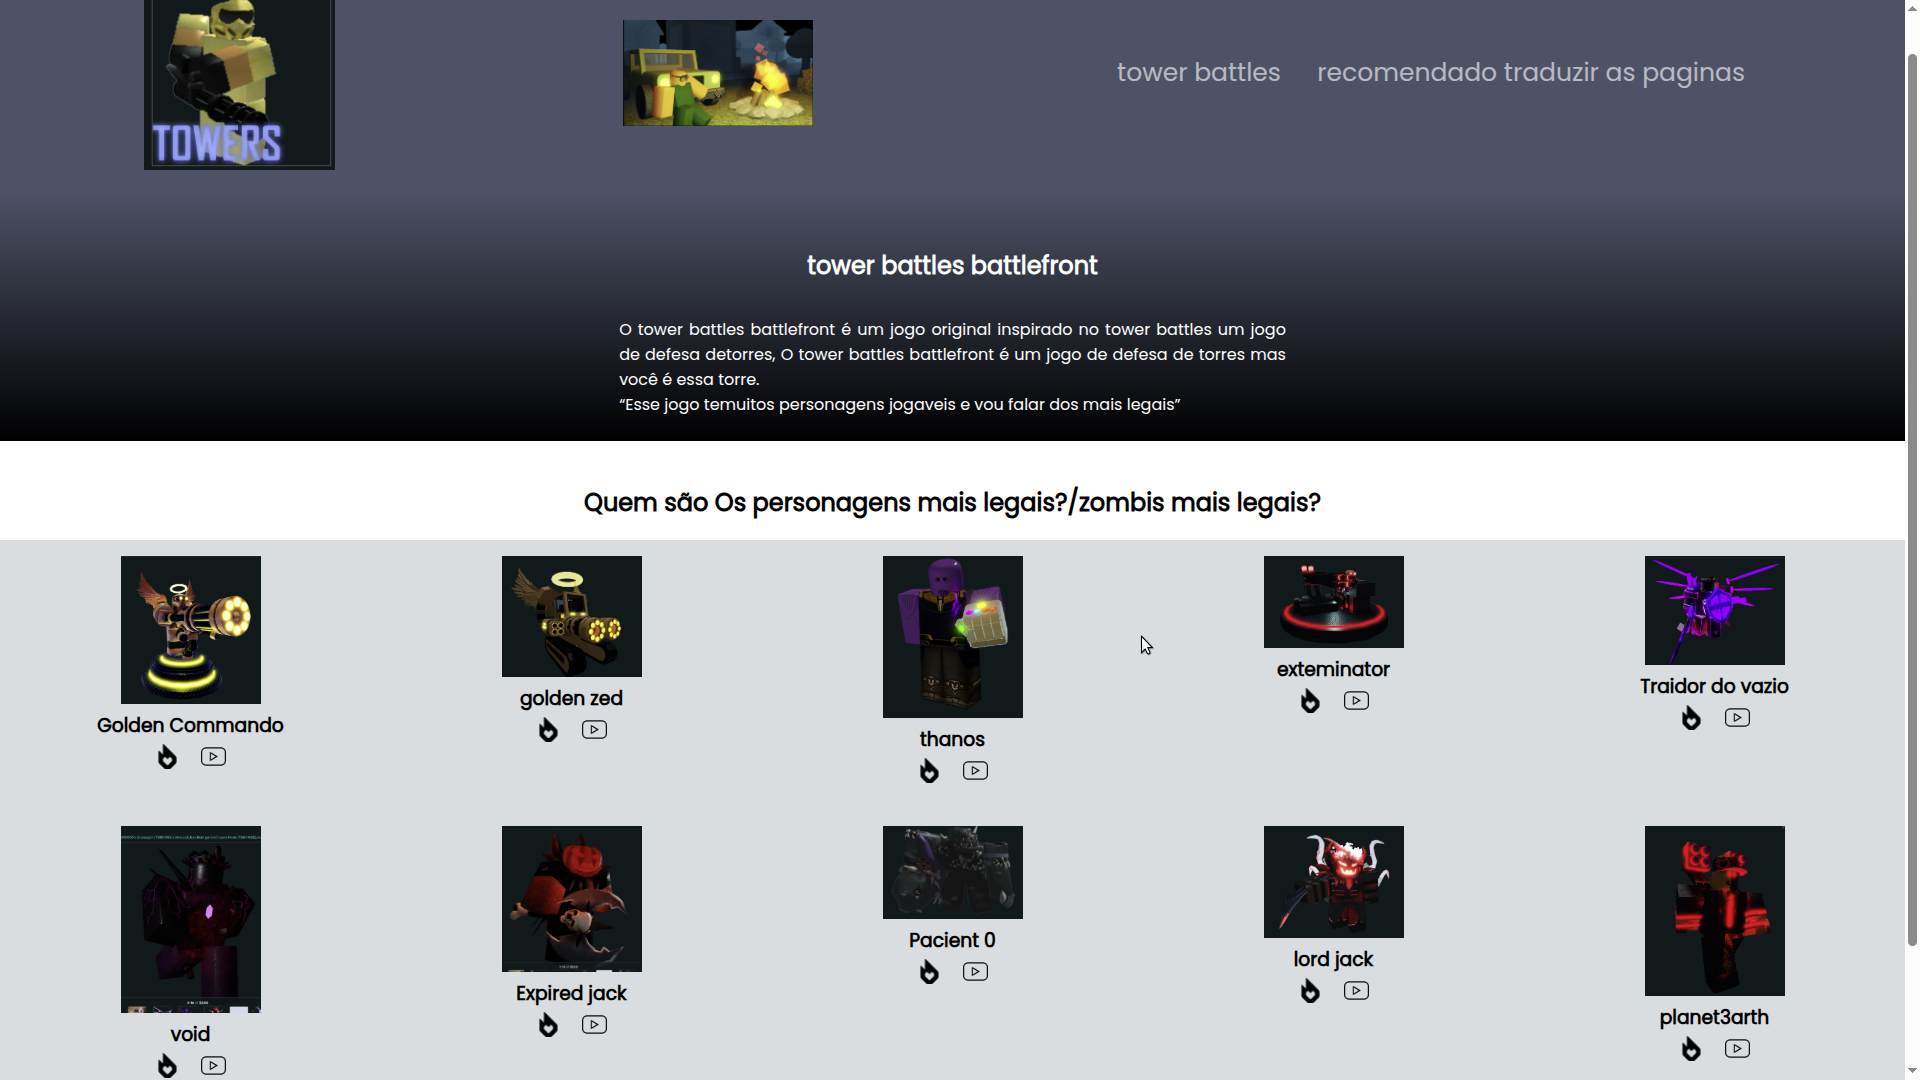 TOWERS
tower battles
recomendado traduzir as paginas
tower battles battlefront
O tower battles battlefront é um jogo original inspirado no tower battles um jogo
de defesa detorres, O tower battles battlefront é um jogo de defesa de torres mas
você é essa torre.
“Esse jogo temuitos personagens jogaveis e vou falar dos mais legais”
Quem são Os personagens mais legais?/zombis mais legais?
Golden Commando
golden zed
thanos
exteminator
Traidor do vazio
void
Expired jack
Pacient 0
lord jack
planet3arth